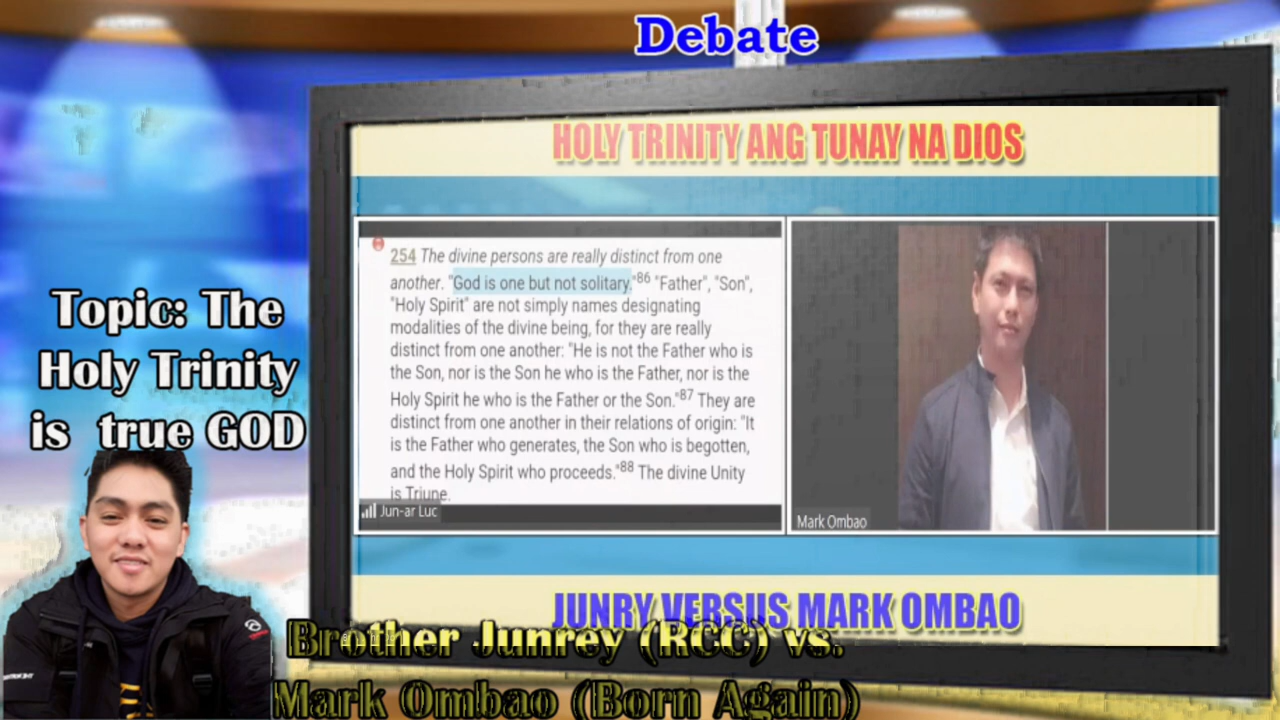 Debate
HOLY TRINITY ANG TUNAY NA DIOS
254 The divine persons are really distinct from one
another. "God is one but not solitary."86 "Father", "Son",
"Holy Spirit" are not simply names designating
modalities of the divine being, for they are really
distinct from one another: "He is not the Father who is
the Son, nor is the Son he who is the Father, nor is the
Holy Spirit he who is the Father or the Son."87 They are
distinct from one another in their relations of origin: "It
is the Father who generates, the Son who is begotten,
and the Holy Spirit who proceeds."88 The divine Unity
is Triune.
Jun-ar Luc
Mark Ombao
Topic: The
Holy Trinity
is true GOD
JUNRY VERSUS MARK OMBAO
Brother Junrey (RCC) vs.
Mark Ombao (Born Again)